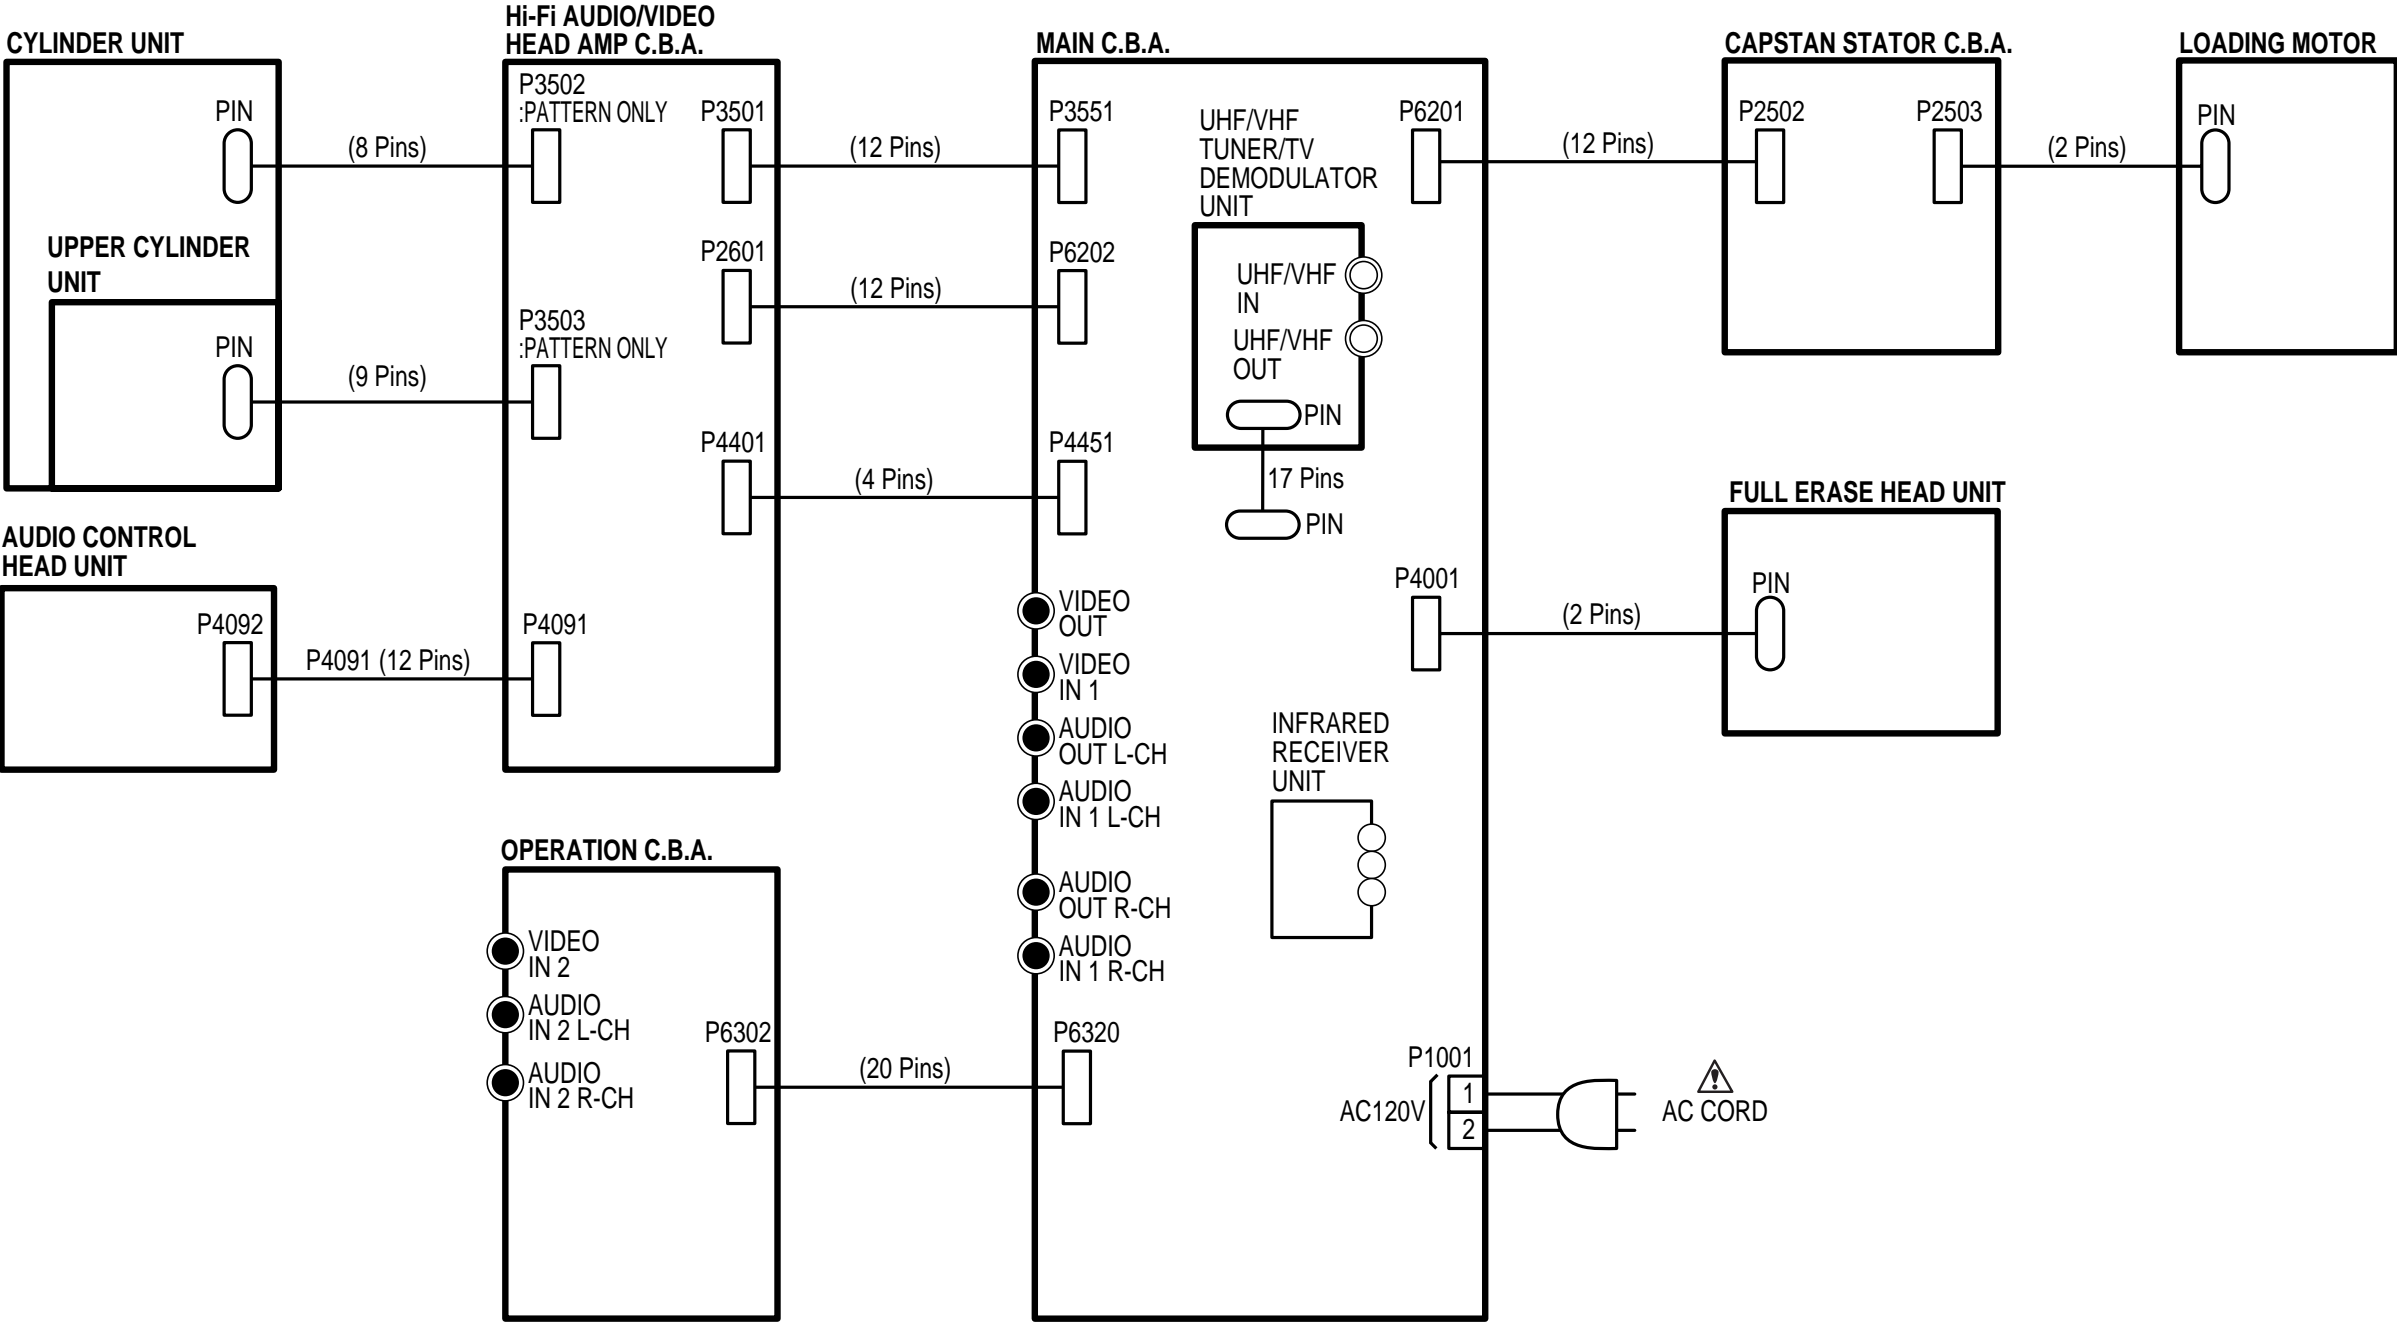 CYLINDER UNIT
PIN
(8 Pins)
UPPER CYLINDER
UNIT
PIN
(9 Pins)
AUDIO CONTROL
HEAD UNIT
P4092
P4091 (12 Pins)
Hi-Fi AUDIO/VIDEO
HEAD AMP C.B.A.
P3502
:PATTERN ONLY
P3501
(12 Pins)
P2601
(12 Pins)
P3503
:PATTERN ONLY
P4401
(4 Pins)
P4091
OPERATION C.B.A.
VIDEO
IN 2
AUDIO
IN 2 L-CH
AUDIO
IN 2 R-CH
P6302
(20 Pins)
MAIN C.B.A.
P3551
P6202
P4451
UHF/VHF
TUNER/TV
DEMODULATOR
UNIT
UHF/VHF
IN
UHF/VHF
OUT
PIN
17 Pins
PIN
P6201
(12 Pins)
VIDEO
OUT
VIDEO
IN 1
AUDIO
OUT L-CH
AUDIO
IN 1 L-CH
AUDIO
OUT R-CH
AUDIO
IN 1 R-CH
P6320
P4001
(2 Pins)
INFRARED
RECEIVER
UNIT
P1001
AC120V
1
2
AC CORD
CAPSTAN STATOR C.B.A.
P2502
P2503
(2 Pins)
LOADING MOTOR
PIN
FULL ERASE HEAD UNIT
PIN